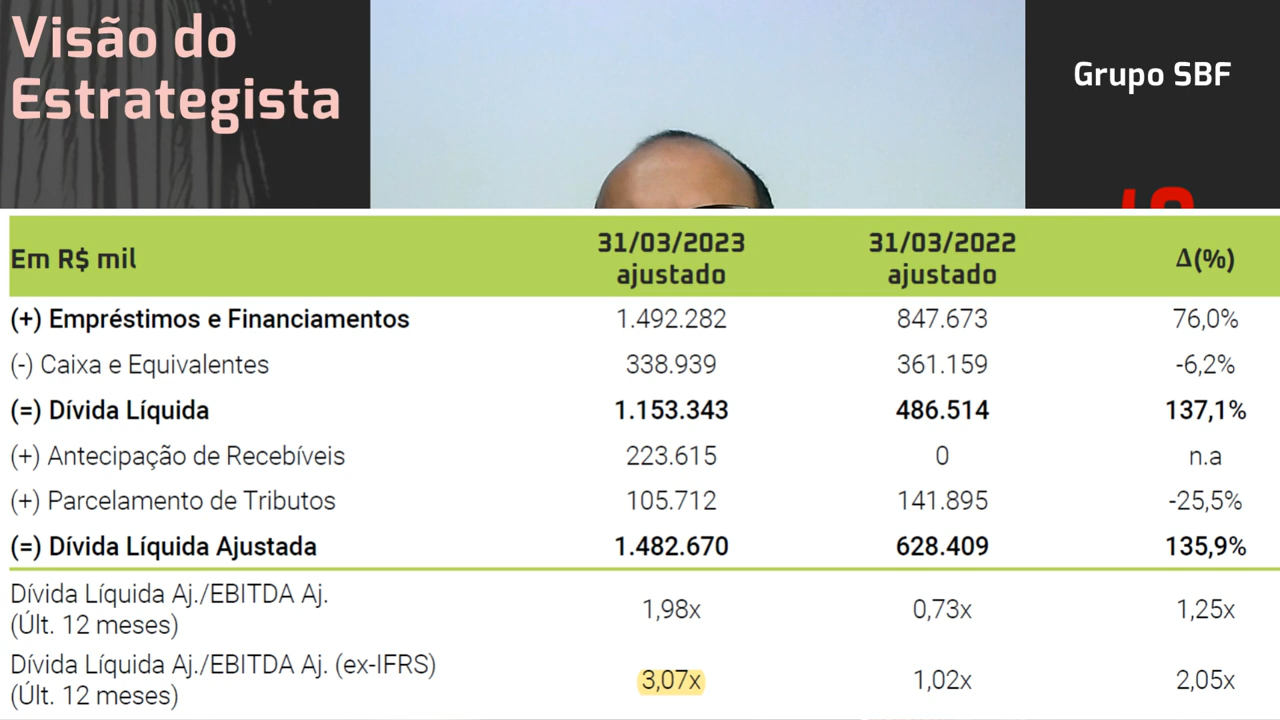 Visão do
Estrategista
Grupo SBF
Em R$ mil 31/03/2023 ajustado 31/03/2022 ajustado Δ(%)
(+) Empréstimos e Financiamentos 1.492.282 847.673 76,0%
(-) Caixa e Equivalentes 338.939 361.159 -6,2%
(=) Dívida Líquida 1.153.343 486.514 137,1%
(+) Antecipação de Recebíveis 223.615 0 n.a
(+) Parcelamento de Tributos 105.712 141.895 -25,5%
(=) Dívida Líquida Ajustada 1.482.670 628.409 135,9%
Dívida Líquida Aj./EBITDA Aj.
(Últ. 12 meses) 1,98x 0,73x 1,25x
Dívida Líquida Aj./EBITDA Aj. (ex-IFRS)
(Últ. 12 meses) 3,07x 1,02x 2,05x